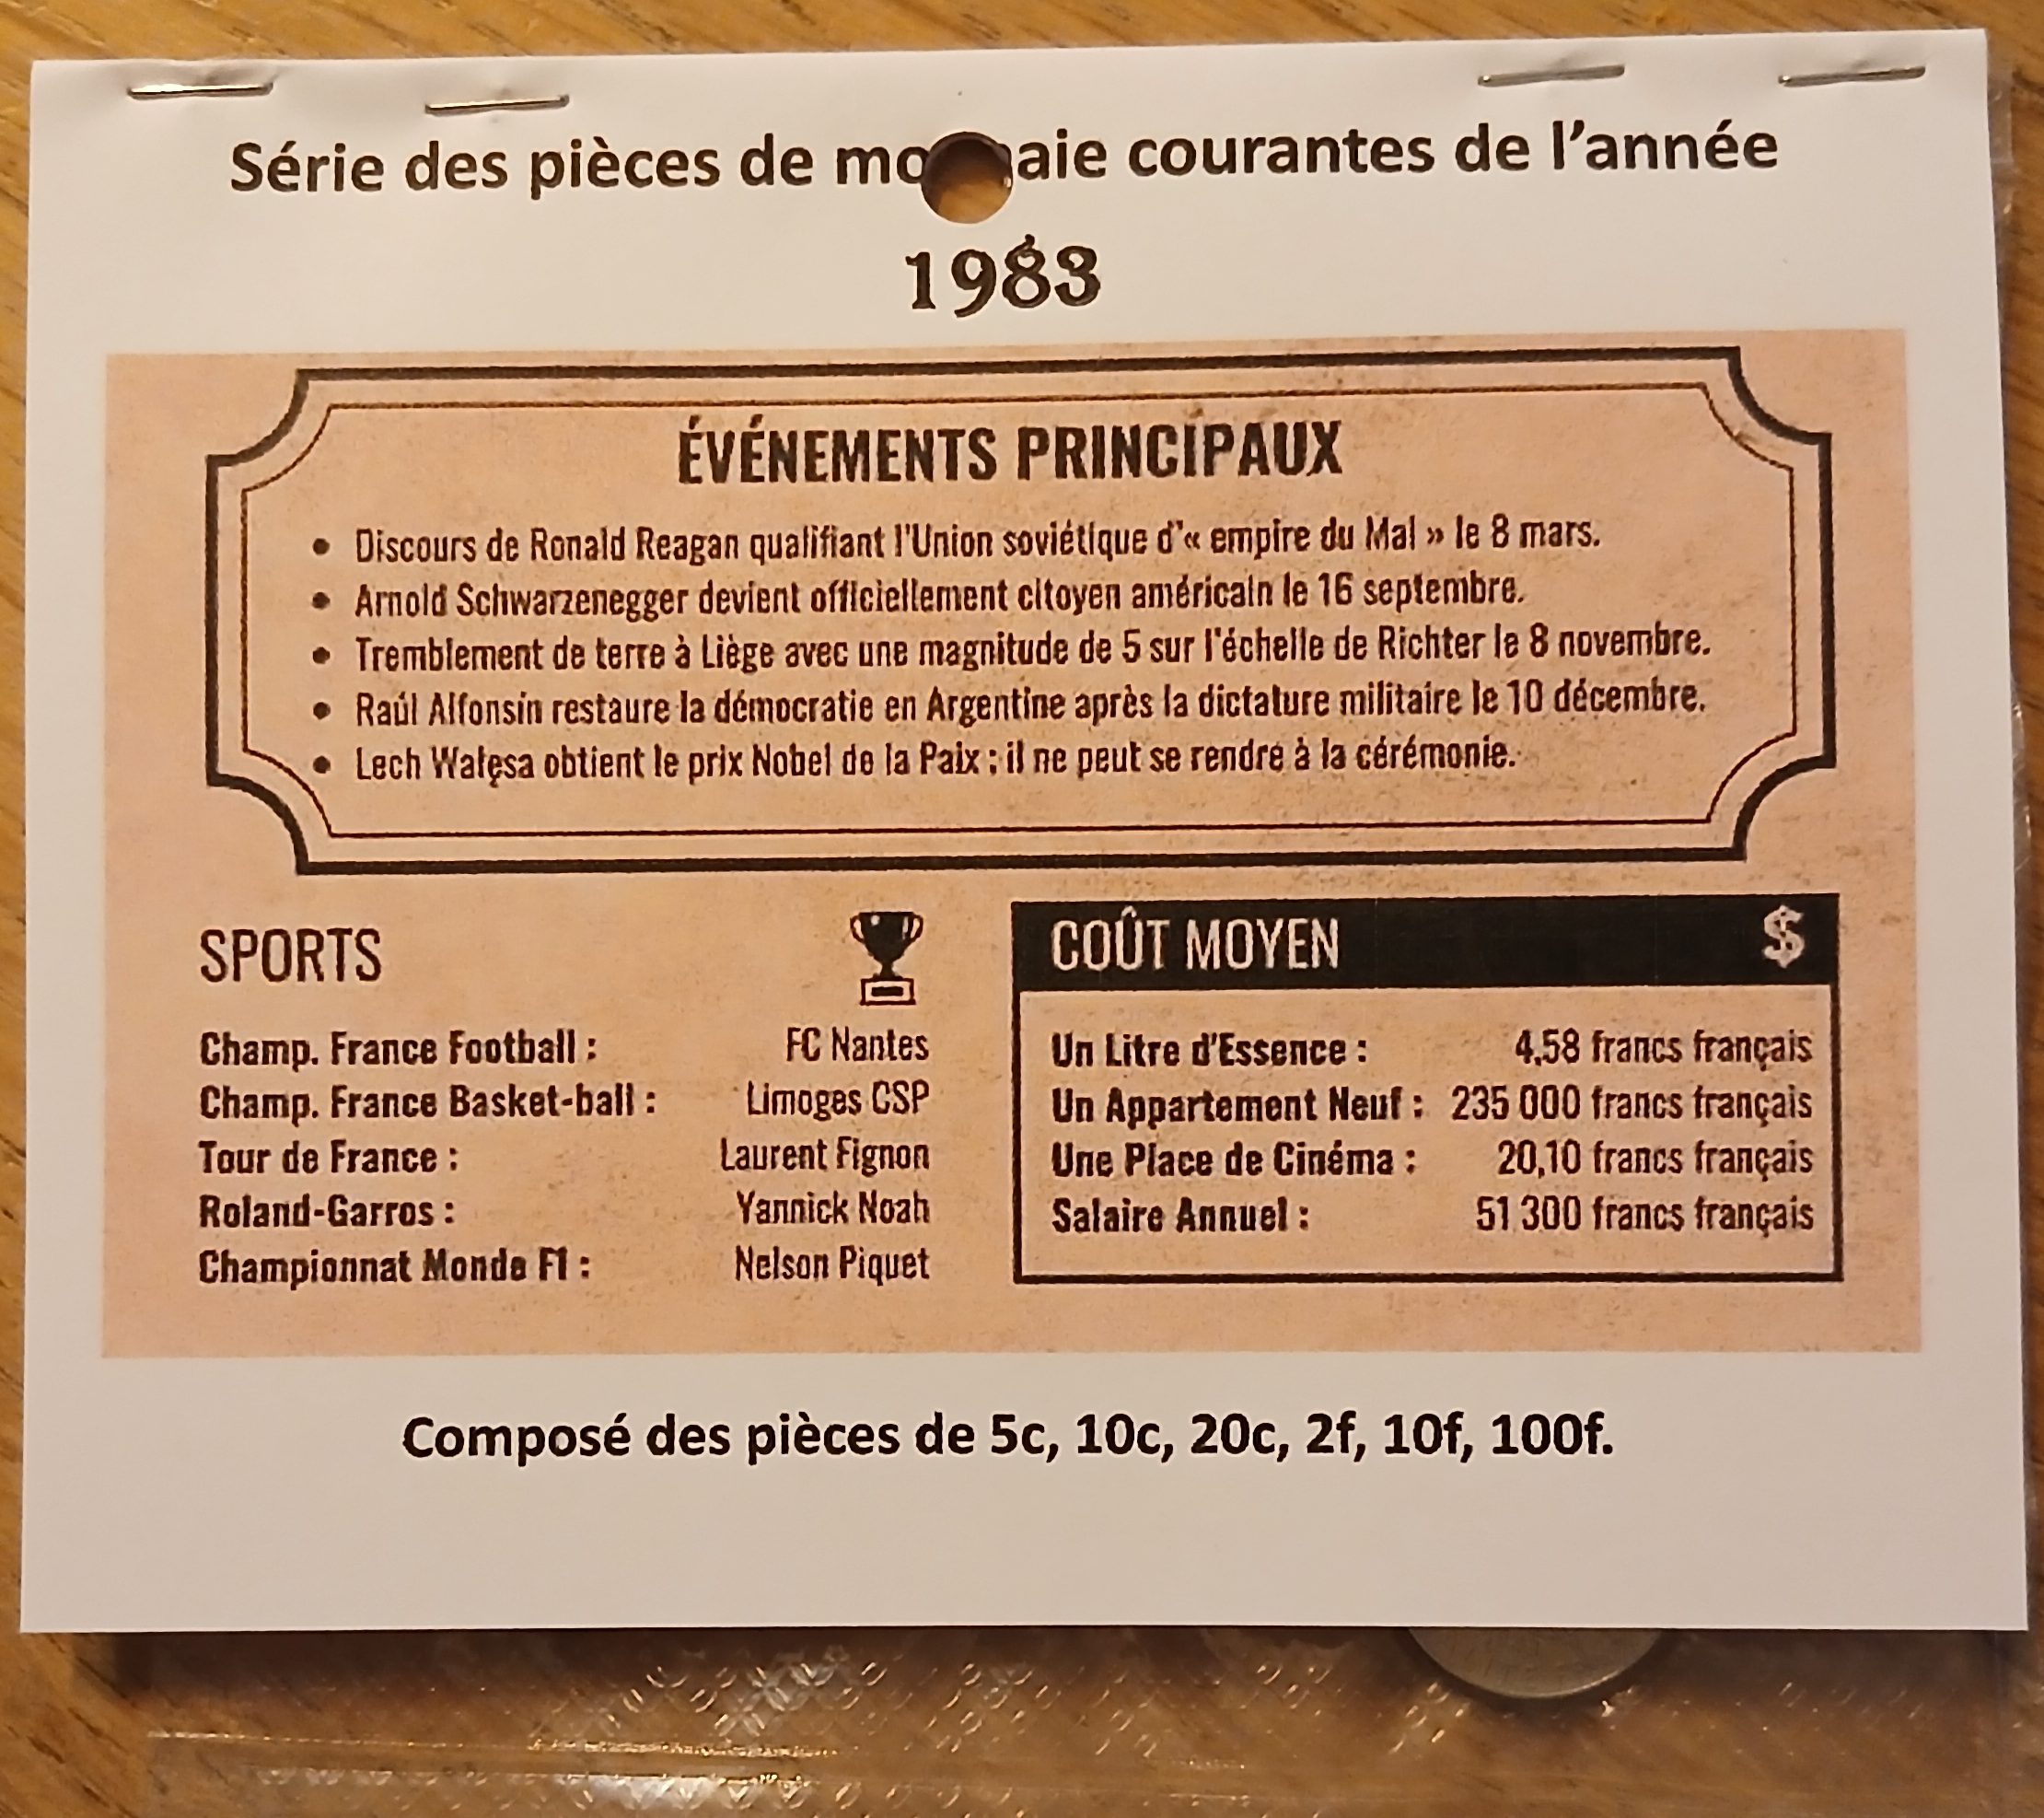 Série des pièces de mo naie courantes de l'année
1983
ÉVÉNEMENTS PRINCIPAUX
• Discours de Ronald Reagan qualifiant l'Union soviétique d'« empire du Mal » le 8 mars.
• Arnold Schwarzenegger devient officiellement citoyen américain le 16 septembre.
• Tremblement de terre à Liège avec une magnitude de 5 sur l'échelle de Richter le 8 novembre.
• Raúl Alfonsin restaure la démocratie en Argentine après la dictature militaire le 10 décembre.
• Lech Wałęsa obtient le prix Nobel de la Paix ; il ne peut se rendre à la cérémonie.
SPORTS
Champ. France Football : FC Nantes
Champ. France Basket-ball : Limoges CSP
Tour de France : Laurent Fignon
Roland-Garros : Yannick Noah
Championnat Monde F1 : Nelson Piquet
COÛT MOYEN $
Un Litre d'Essence : 4,58 francs français
Un Appartement Neuf : 235 000 francs français
Une Place de Cinéma : 20,10 francs français
Salaire Annuel : 51 300 francs français
Composé des pièces de 5c, 10c, 20c, 2f, 10f, 100f.